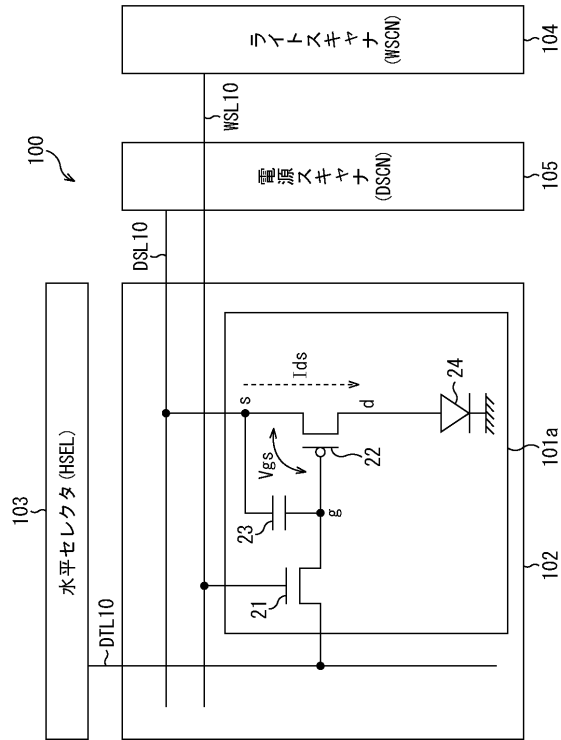 100
103
水平セレクタ(HSEL)
DTL10
DSL10
WSL10
ライトスキャナ
(WSCN)
104
電源スキャナ
(DSCN)
105
s
Ids
Vgs
d
24
22
23
g
21
101a
102